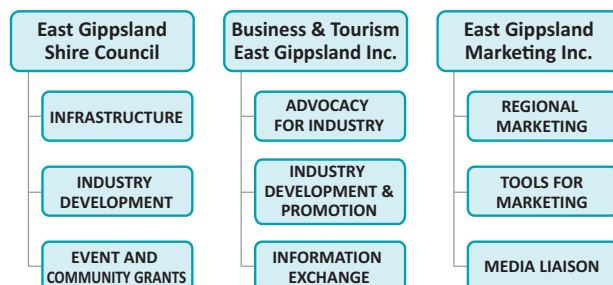 East Gippsland
Shire Council
INFRASTRUCTURE
INDUSTRY
DEVELOPMENT
EVENT AND
COMMUNITY GRANTS
Business & Tourism
East Gippsland Inc.
ADVOCACY
FOR INDUSTRY
INDUSTRY
DEVELOPMENT &
PROMOTION
INFORMATION
EXCHANGE
East Gippsland
Marketing Inc.
REGIONAL
MARKETING
TOOLS FOR
MARKETING
MEDIA LIAISON